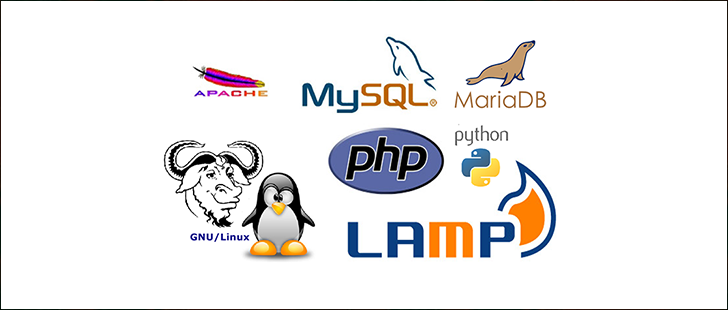 APACHE
MySQL®
MariaDB
php
python
GNU/Linux
LAMP